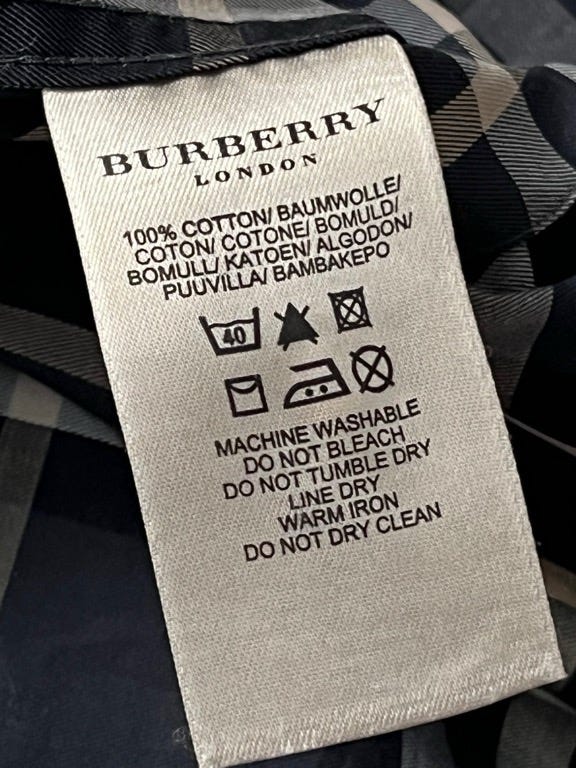 BURBERRY
LONDON
100% COTTON/ BAUMWOLLE/
COTON/ COTONE/ BOMULD/
BOMULL/ KATOEN/ ALGODON/
PUUVILLA/ BAMBAKEPO
40
MACHINE WASHABLE
DO NOT BLEACH
DO NOT TUMBLE DRY
LINE DRY
WARM IRON
DO NOT DRY CLEAN